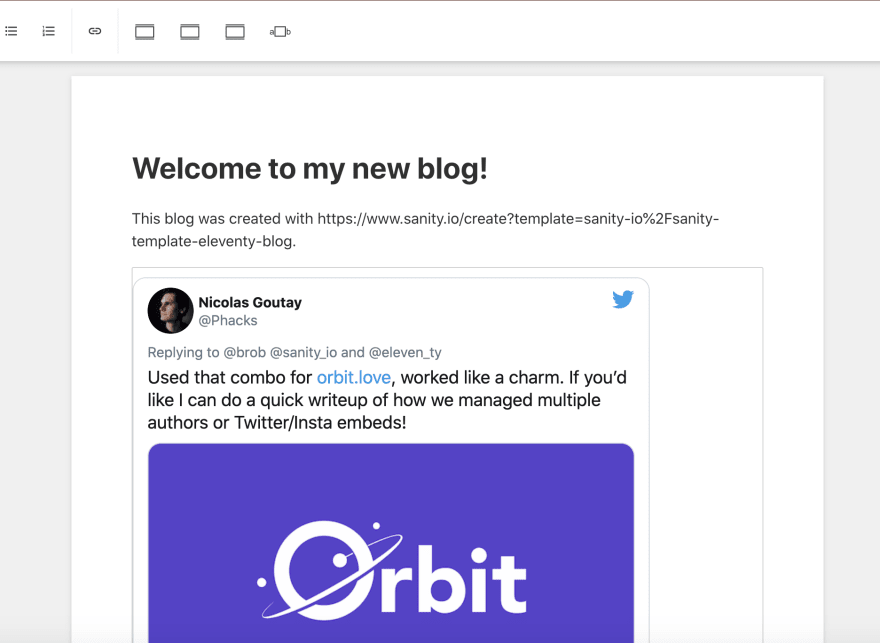 a b
Welcome to my new blog!
This blog was created with https://www.sanity.io/create?template=sanity-io%2Fsanity-
template-eleventy-blog.
Nicolas Goutay
@Phacks
Replying to @brob @sanity_io and @eleven_ty
Used that combo for orbit.love, worked like a charm. If you’d
like I can do a quick writeup of how we managed multiple
authors or Twitter/Insta embeds!
Orbit